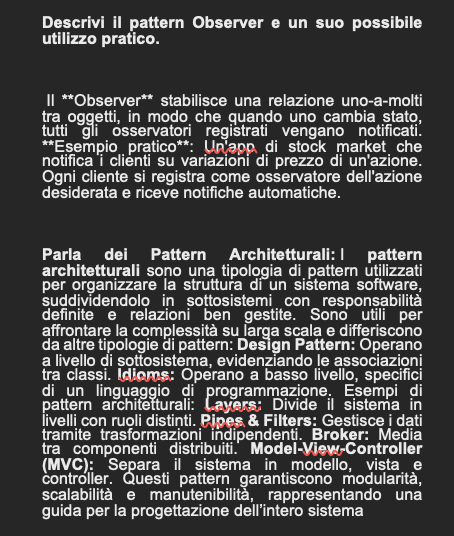 Descrivi il pattern Observer e un suo possibile
utilizzo pratico.
Il **Observer** stabilisce una relazione uno-a-molti
tra oggetti, in modo che quando uno cambia stato,
tutti gli osservatori registrati vengano notificati.
**Esempio pratico**: Un'app di stock market che
notifica i clienti su variazioni di prezzo di un'azione.
Ogni cliente si registra come osservatore dell'azione
desiderata e riceve notifiche automatiche.
Parla dei Pattern Architetturali: I pattern
architetturali sono una tipologia di pattern utilizzati
per organizzare la struttura di un sistema software,
suddividendolo in sottosistemi con responsabilità
definite e relazioni ben gestite. Sono utili per
affrontare la complessità su larga scala e differiscono
da altre tipologie di pattern: Design Pattern: Operano
a livello di sottosistema, evidenziando le associazioni
tra classi. Idioms: Operano a basso livello, specifici
di un linguaggio di programmazione. Esempi di
pattern architetturali: Layers: Divide il sistema in
livelli con ruoli distinti. Pipes & Filters: Gestisce i dati
tramite trasformazioni indipendenti. Broker: Media
tra componenti distribuiti. Model-View-Controller
(MVC): Separa il sistema in modello, vista e
controller. Questi pattern garantiscono modularità,
scalabilità e manutenibilità, rappresentando una
guida per la progettazione dell'intero sistema